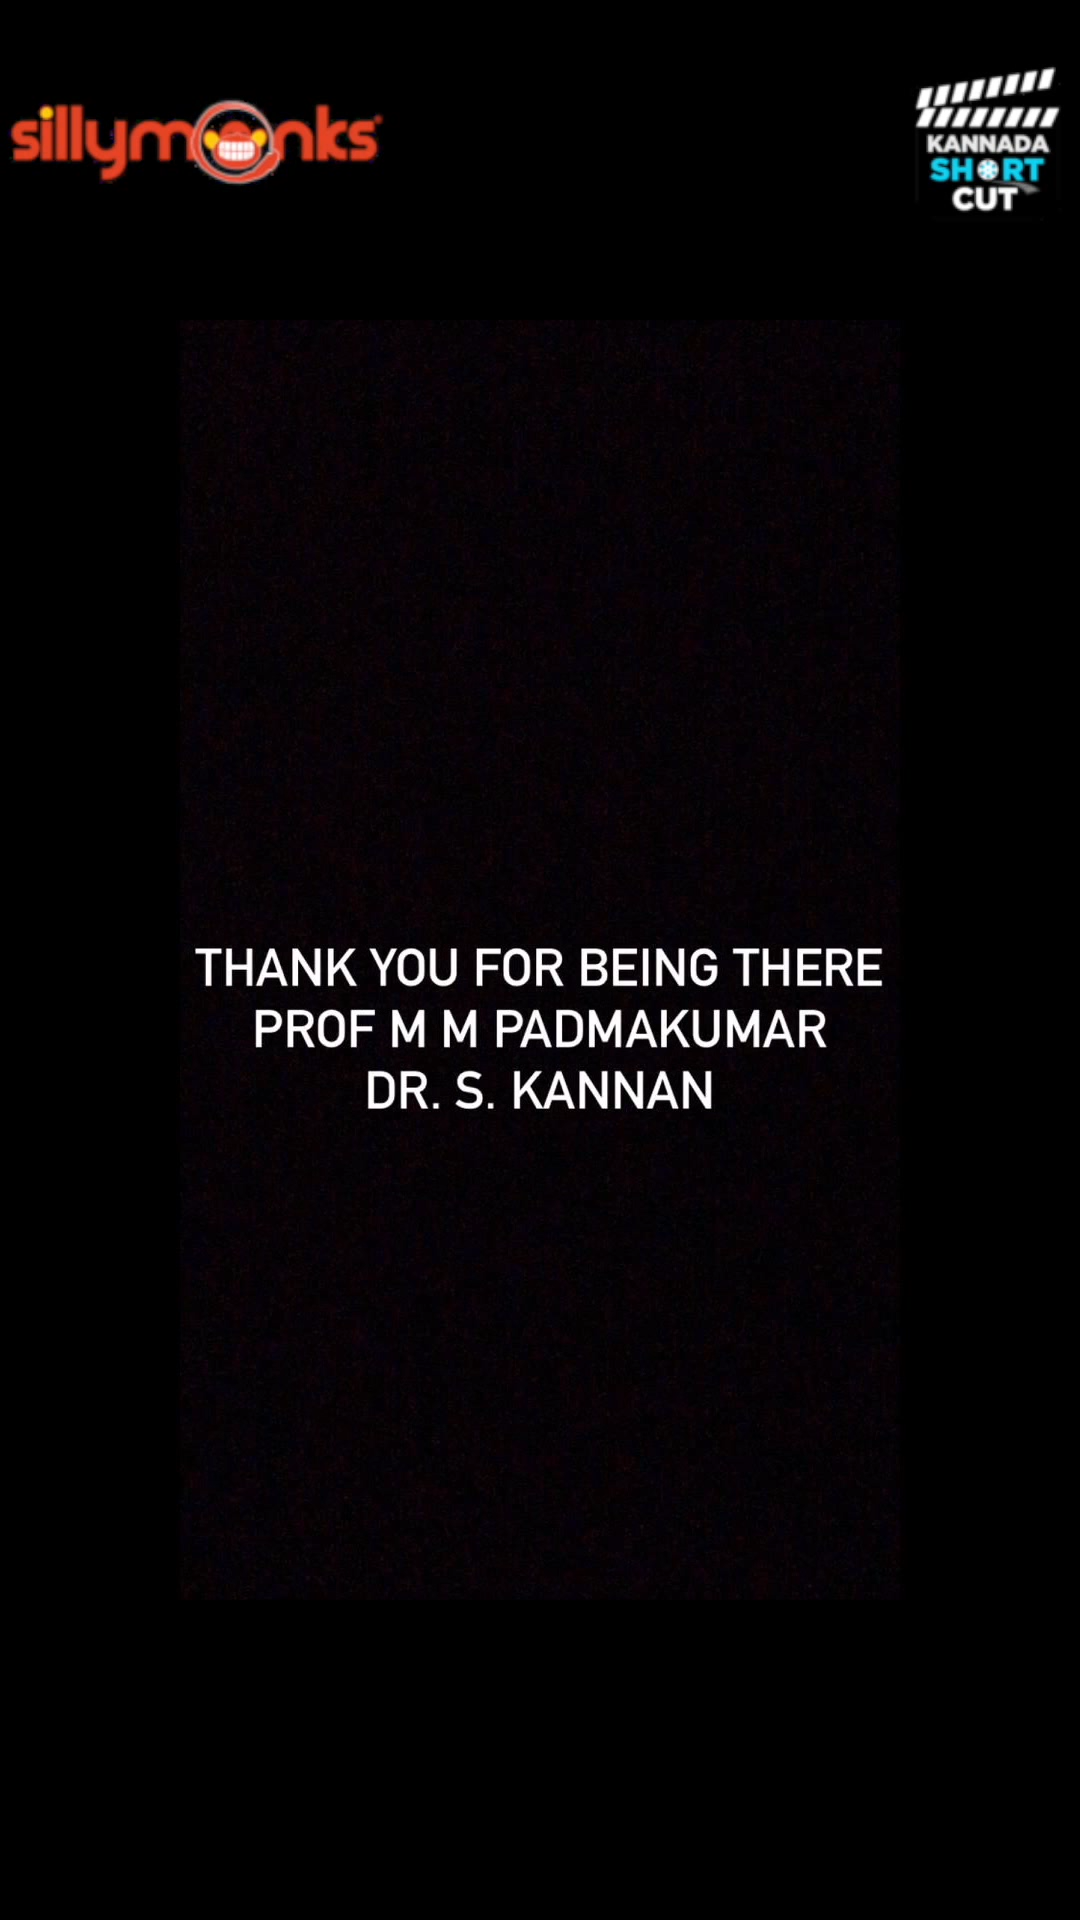 sillymonks
KANNADA
SHORT
CUT
THANK YOU FOR BEING THERE
PROF M M PADMAKUMAR
DR. S. KANNAN